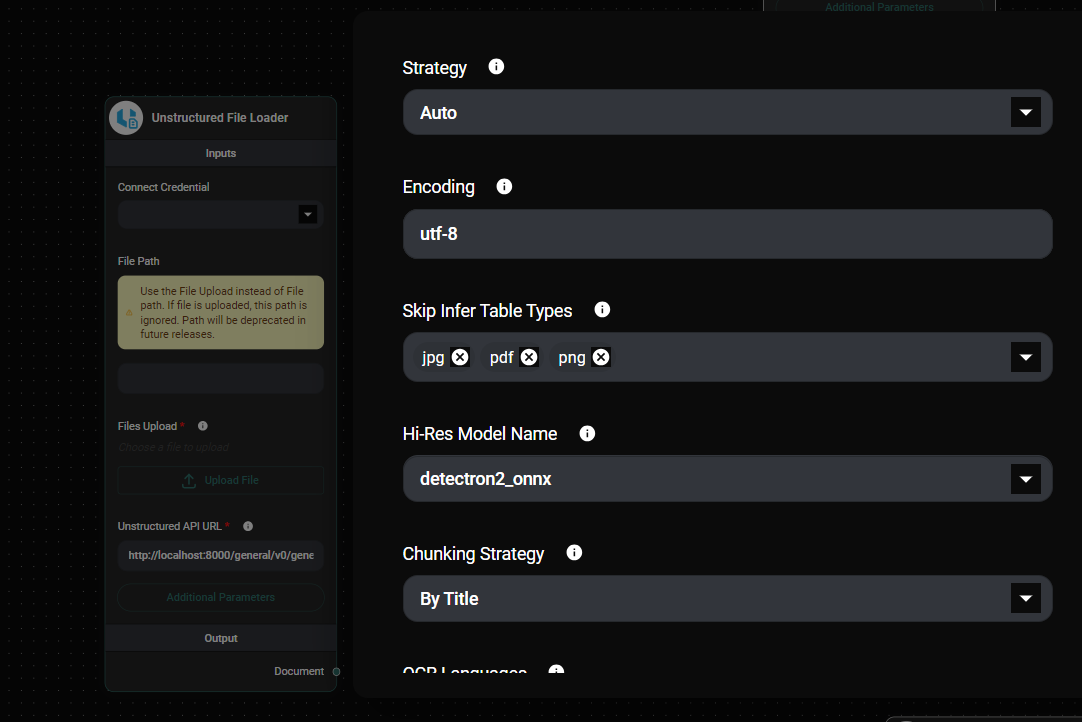 Additional Parameters
Unstructured File Loader
Inputs
Connect Credential
File Path
Use the File Upload instead of File
path. If file is uploaded, this path is
ignored. Path will be deprecated in
future releases.
Files Upload *
Choose a file to upload
Upload File
Unstructured API URL *
http://localhost:8000/general/v0/gene
Additional Parameters
Output
Document
Strategy
Auto
Encoding
utf-8
Skip Infer Table Types
jpg pdf png
Hi-Res Model Name
detectron2_onnx
Chunking Strategy
By Title
OCR Languages